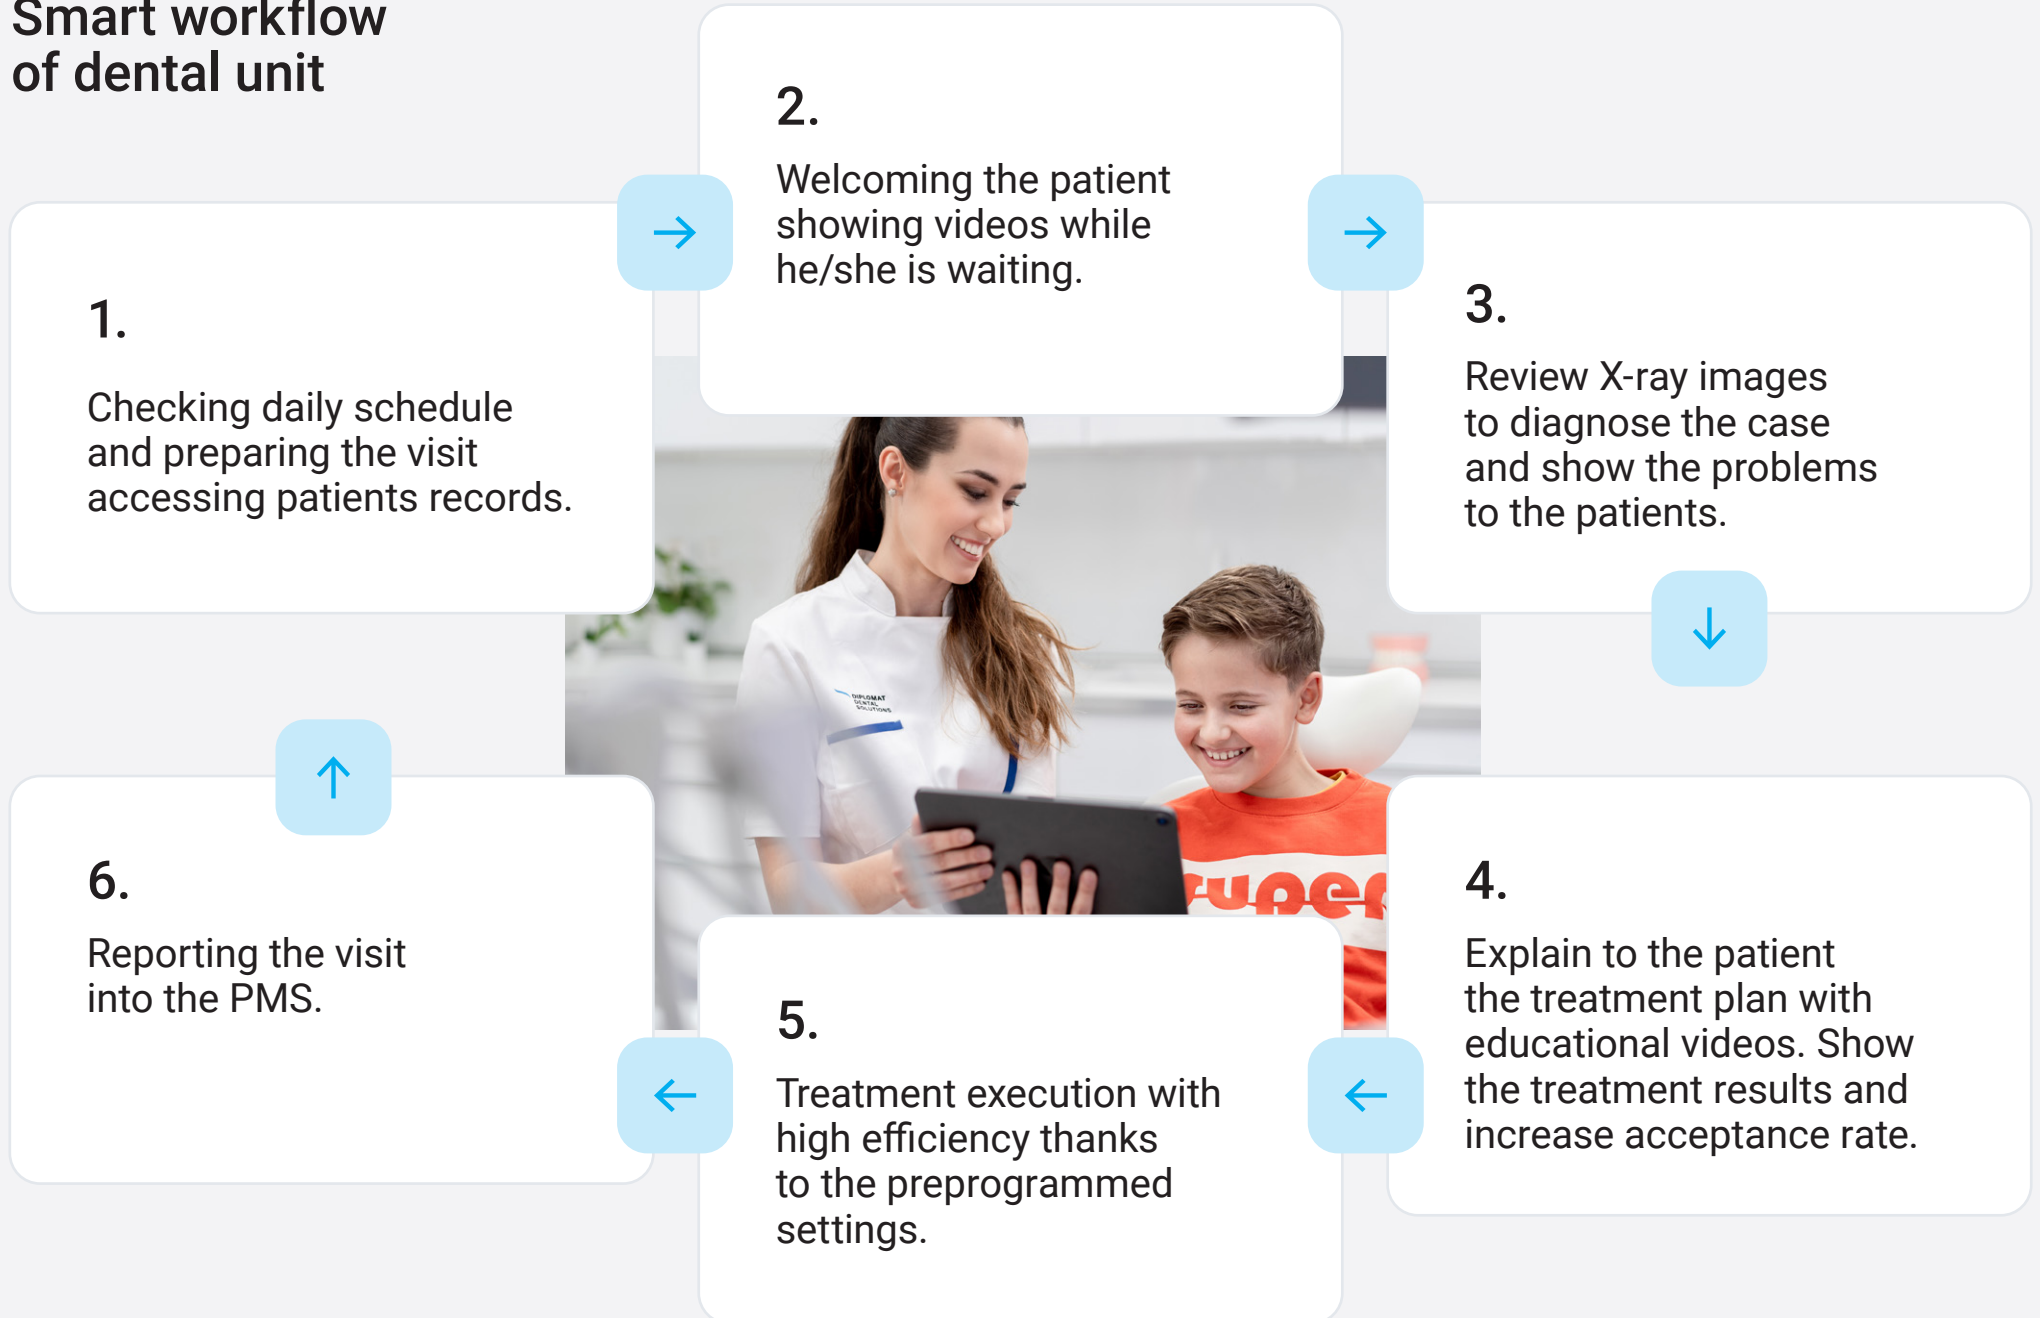 Smart workflow
of dental unit
1.
Checking daily schedule
and preparing the visit
accessing patients records.
2.
Welcoming the patient
showing videos while
he/she is waiting.
3.
Review X-ray images
to diagnose the case
and show the problems
to the patients.
4.
Explain to the patient
the treatment plan with
educational videos. Show
the treatment results and
increase acceptance rate.
5.
Treatment execution with
high efficiency thanks
to the preprogrammed
settings.
6.
Reporting the visit
into the PMS.
DIPLOMAT
DENTAL
SOLUTIONS
super